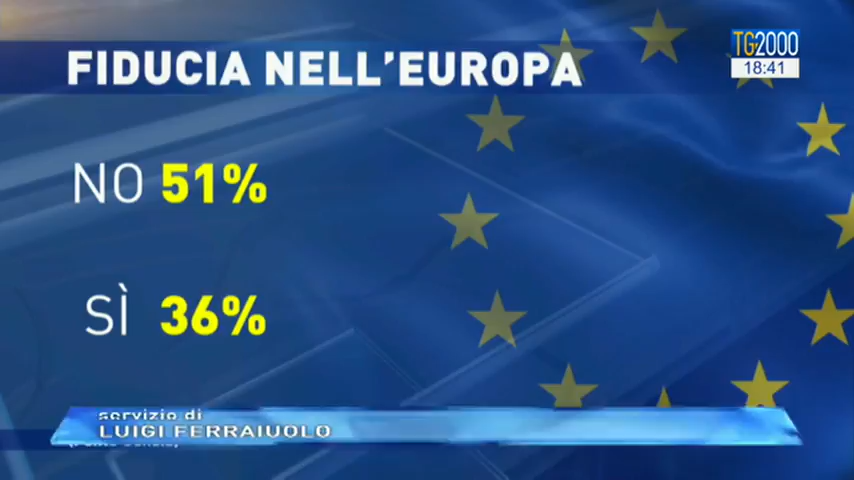 FIDUCIA NELL'EUROPA
TG2000
18:41
NO 51%
SÌ 36%
servizio di
LUIGI FERRAIUOLO